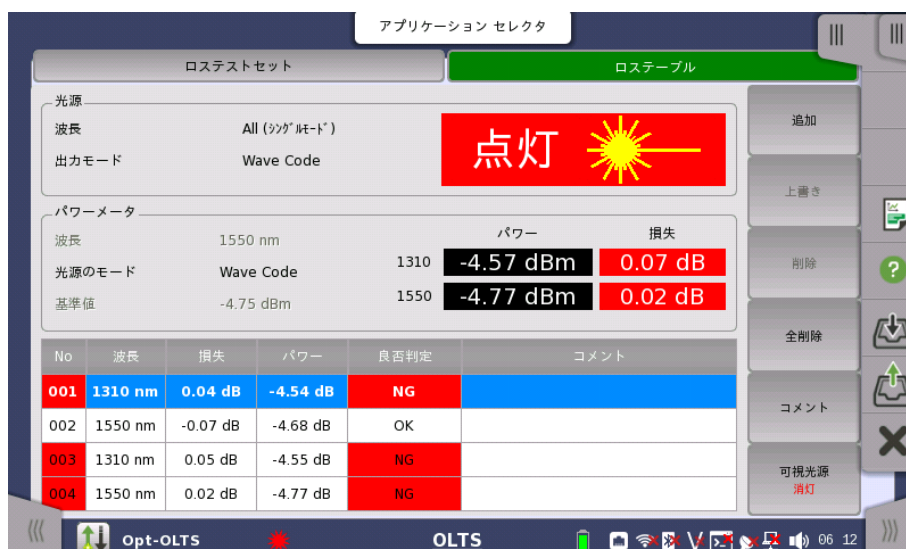 アプリケーション セレクタ
ロステストセット ロステーブル
光源
波長 All (ｼﾝｸﾞﾙﾓｰﾄﾞ)
出力モード Wave Code
点灯
パワーメータ
波長 1550 nm
光源のモード Wave Code
基準値 -4.75 dBm
パワー 損失
1310 -4.57 dBm 0.07 dB
1550 -4.77 dBm 0.02 dB
No 波長 損失 パワー 良否判定 コメント
001 1310 nm 0.04 dB -4.54 dB NG
002 1550 nm -0.07 dB -4.68 dB OK
003 1310 nm 0.05 dB -4.55 dB NG
004 1550 nm 0.02 dB -4.77 dB NG
追加
上書き
削除
全削除
コメント
可視光源
消灯
Opt-OLTS OLTS 06 12